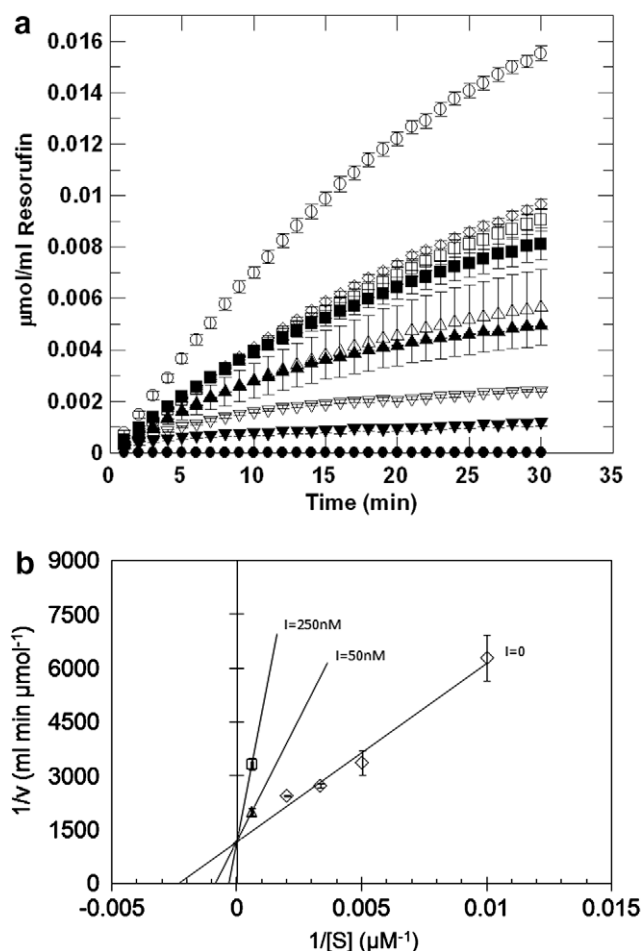 a
0.016
0.014
0.012
0.01
0.008
0.006
0.004
0.002
0
µmol/ml Resorufin
0 5 10 15 20 25 30 35
Time (min)
b
9000
7500
6000
4500
3000
1500
0
1/v (ml min µmol⁻¹)
I=250nM
I=50nM
I=0
-0.005 0 0.005 0.01 0.015
1/[S] (µM⁻¹)